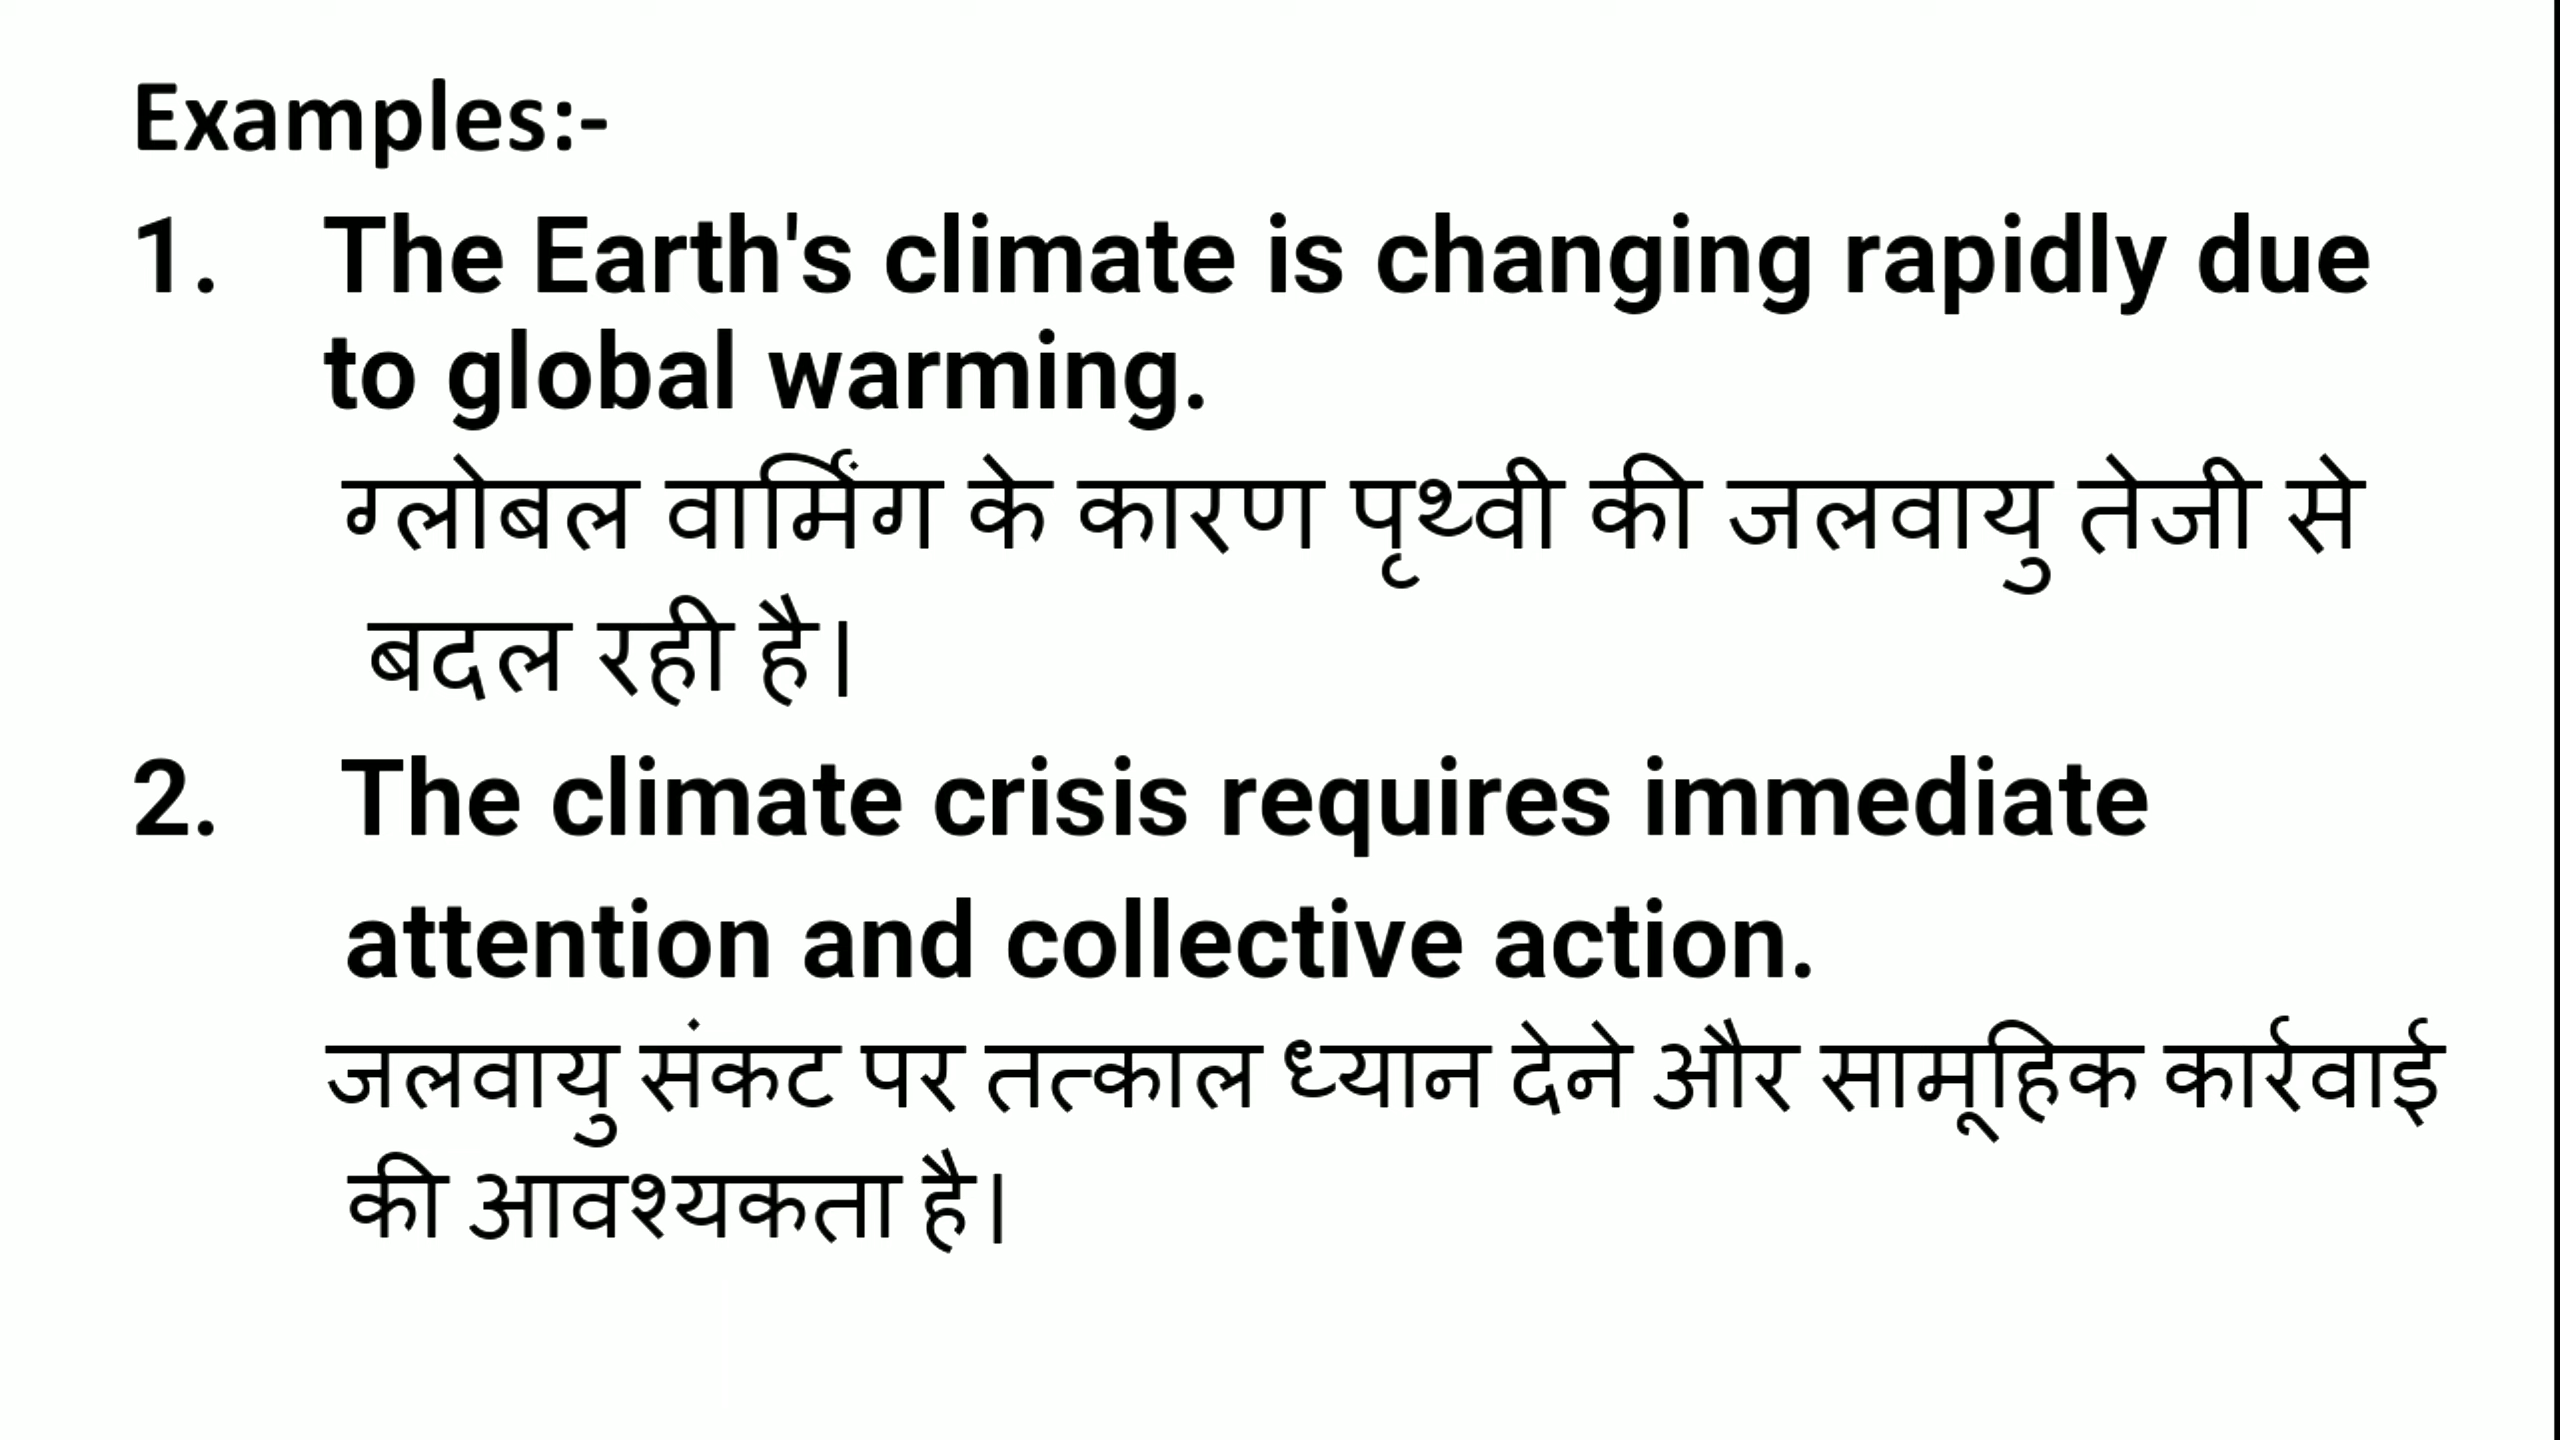 Examples:-
1. The Earth's climate is changing rapidly due
to global warming.
ग्लोबल वार्मिंग के कारण पृथ्वी की जलवायु तेजी से
बदल रही है।
2. The climate crisis requires immediate
attention and collective action.
जलवायु संकट पर तत्काल ध्यान देने और सामूहिक कार्रवाई
की आवश्यकता है।